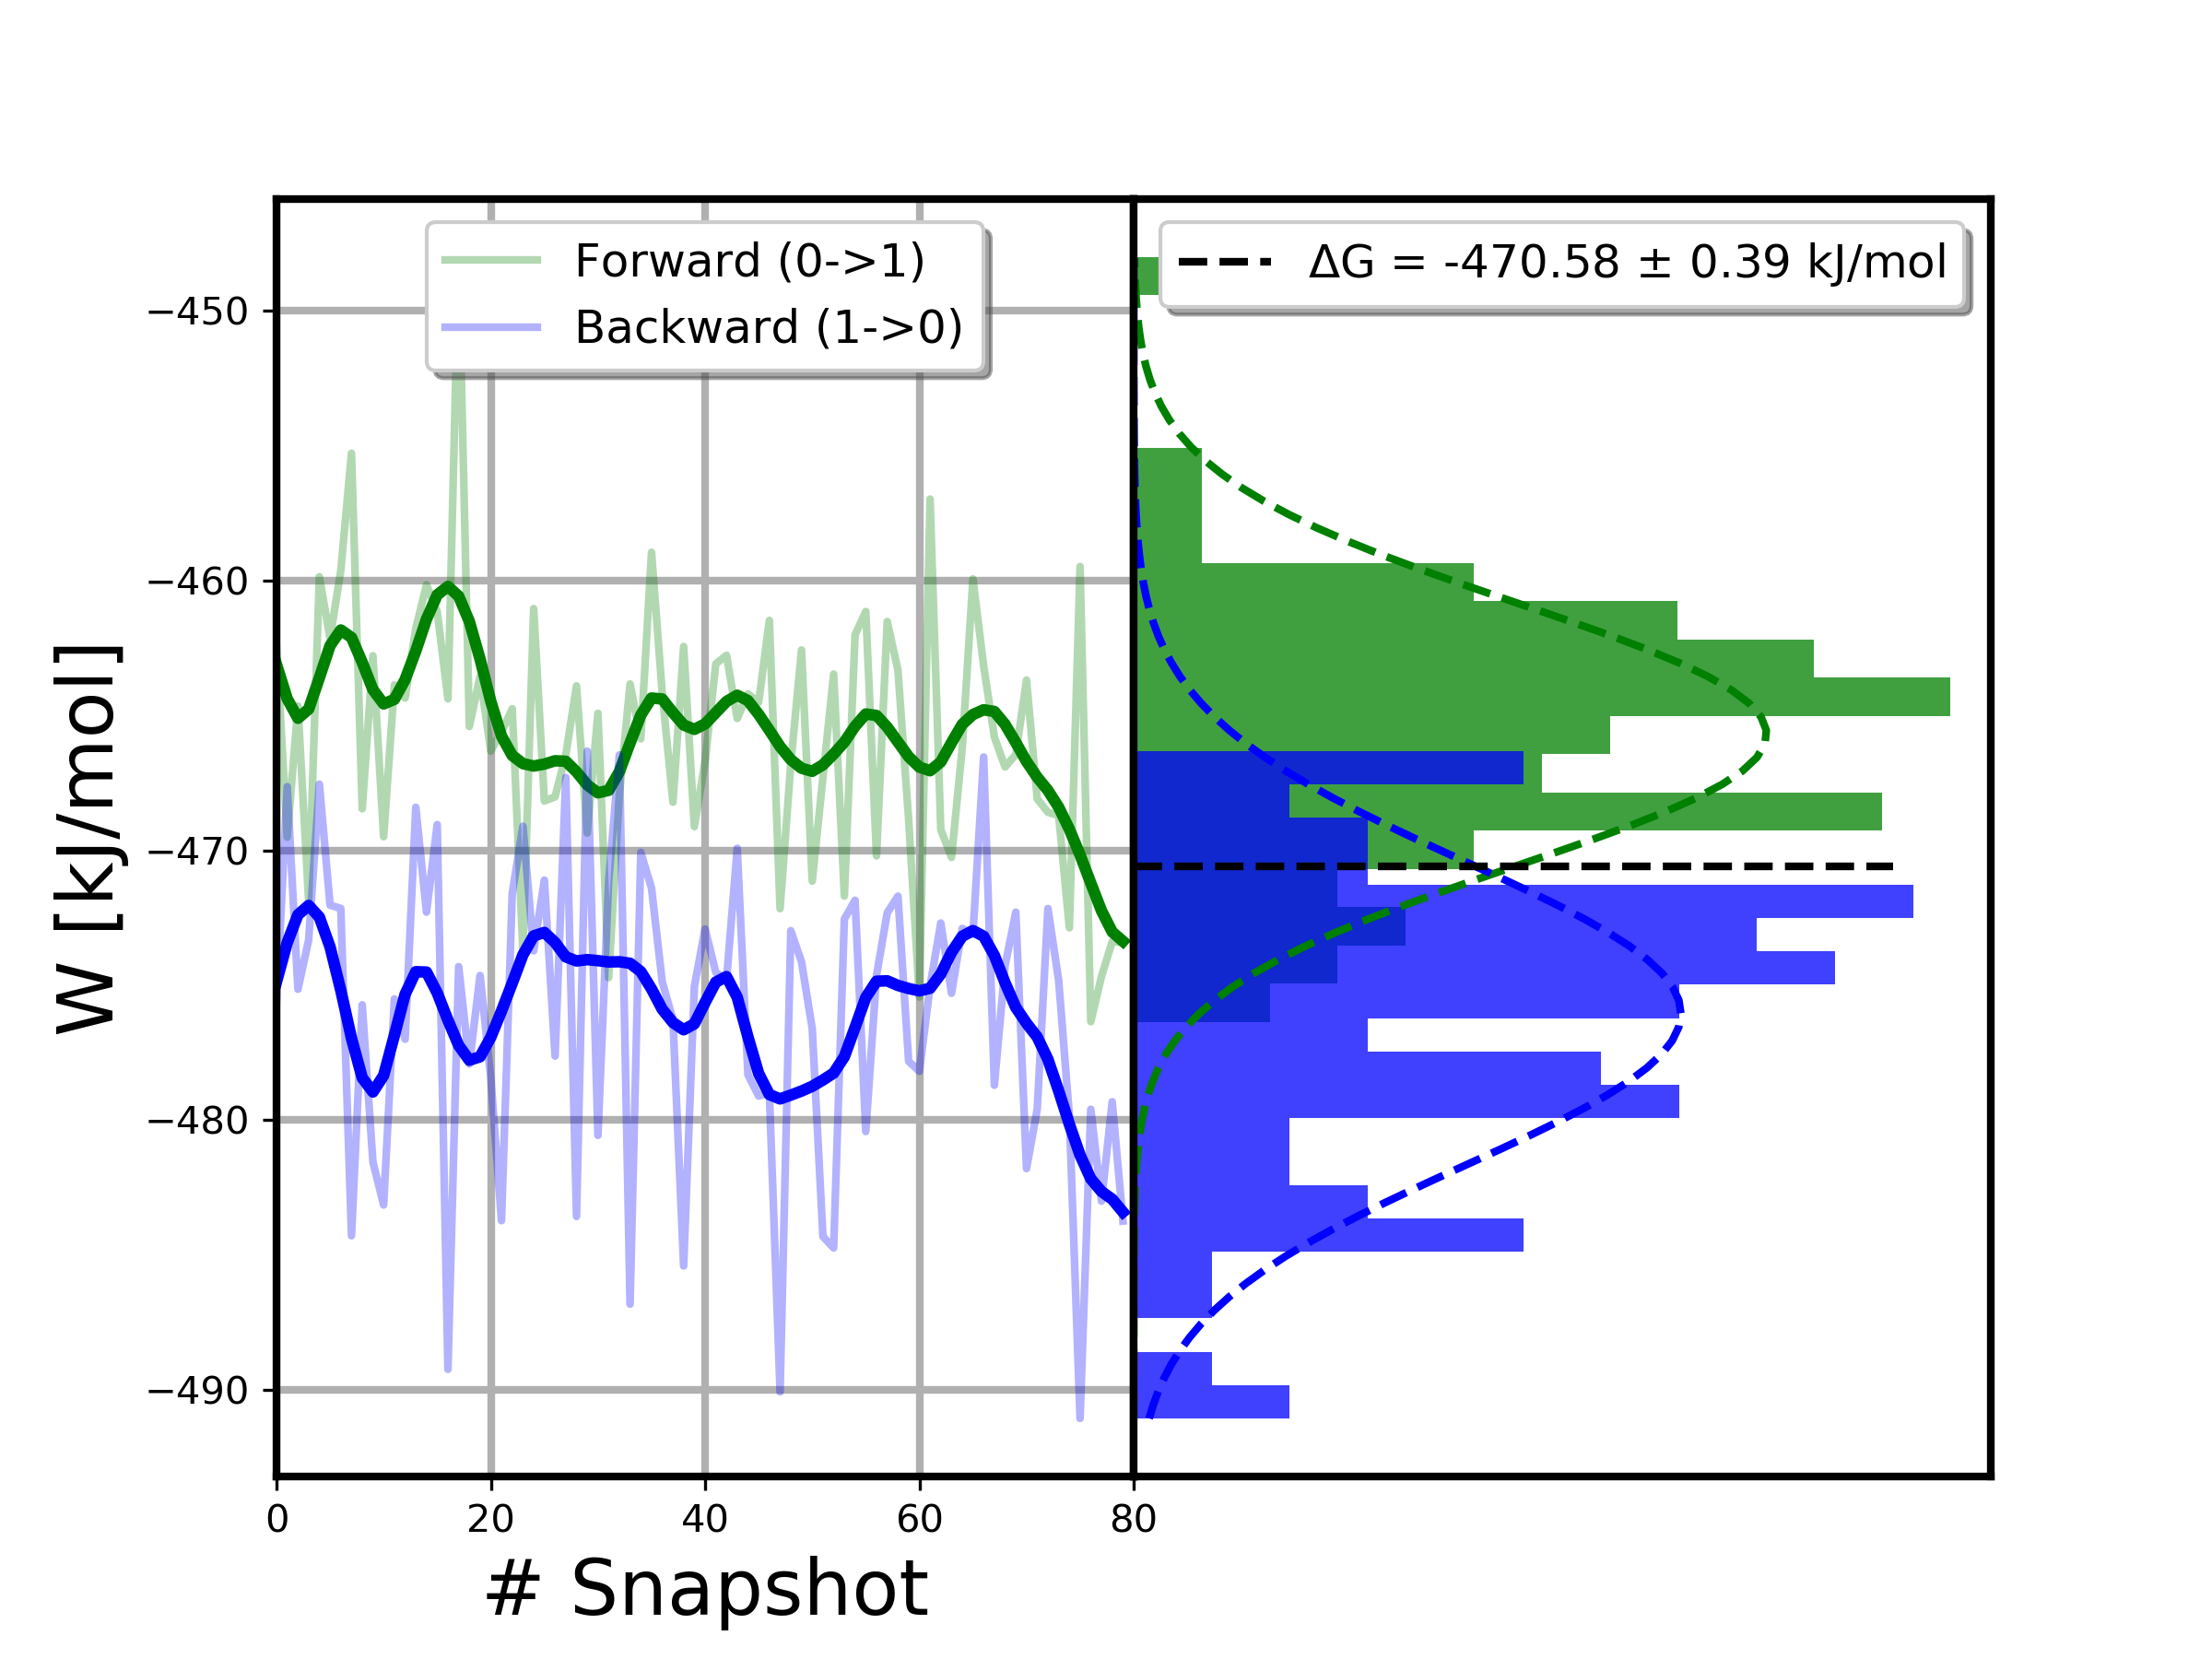 Forward (0->1)
Backward (1->0)
ΔG = -470.58 ± 0.39 kJ/mol
W [kJ/mol]
−450
−460
−470
−480
−490
0 20 40 60 80
# Snapshot